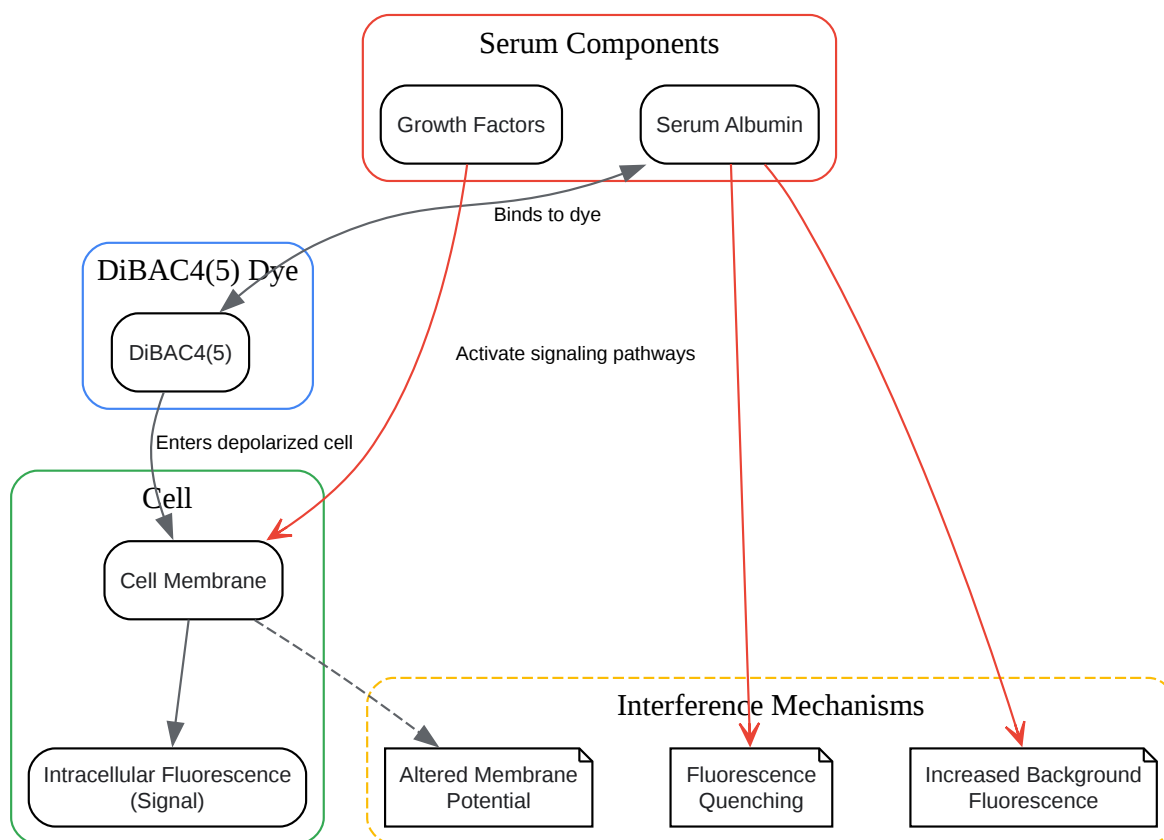 Serum Components
Growth Factors
Serum Albumin
Binds to dye
DiBAC4(5) Dye
DiBAC4(5)
Activate signaling pathways
Enters depolarized cell
Cell
Cell Membrane
Interference Mechanisms
Intracellular Fluorescence
(Signal)
Altered Membrane
Potential
Fluorescence
Quenching
Increased Background
Fluorescence